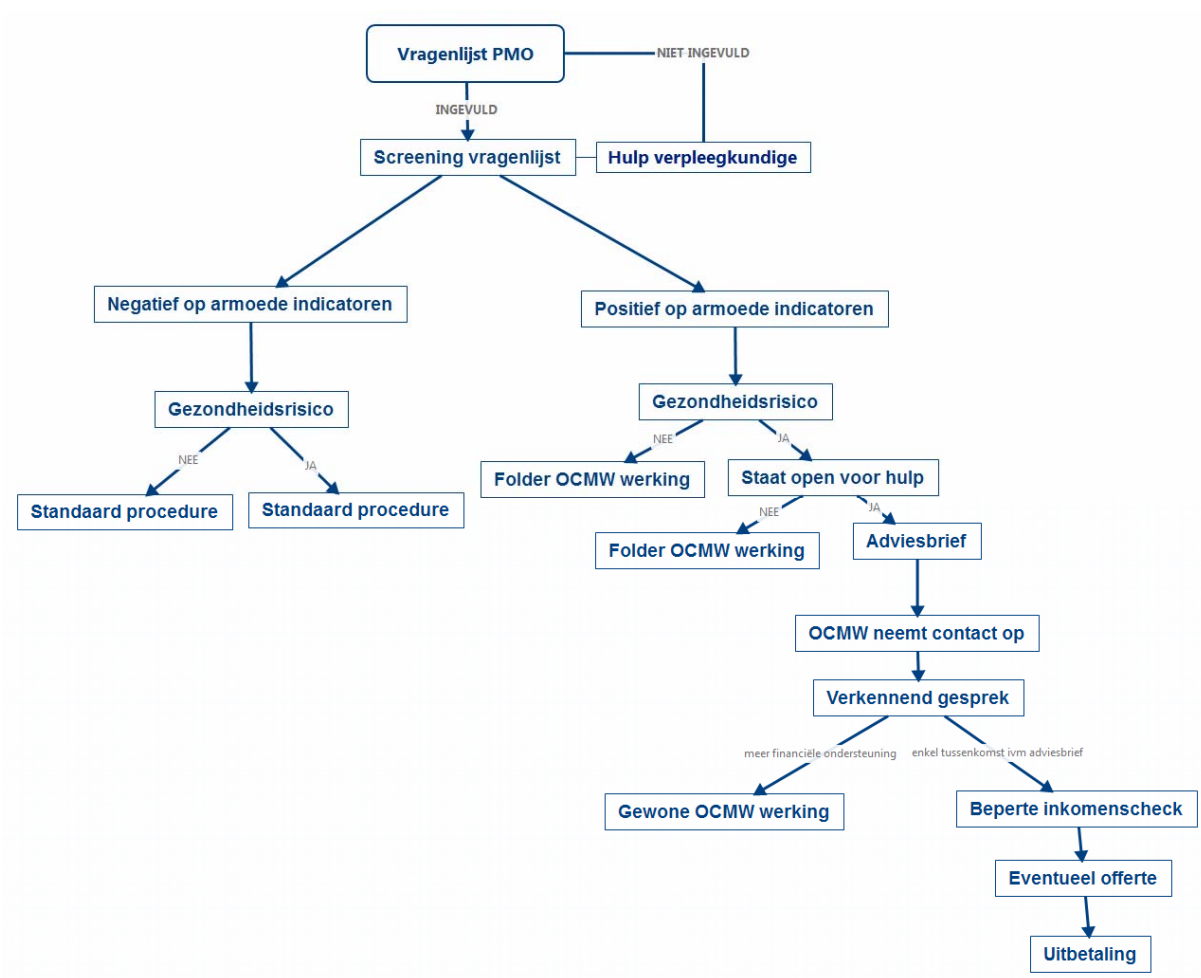 Vragenlijst PMO
NIET INGEVULD
INGEVULD
Screening vragenlijst
Hulp verpleegkundige
Negatief op armoede indicatoren
Positief op armoede indicatoren
Gezondheidsrisico
Gezondheidsrisico
NEE
JA
NEE
JA
Folder OCMW werking
Staat open voor hulp
Standaard procedure
Standaard procedure
NEE
JA
Folder OCMW werking
Adviesbrief
OCMW neemt contact op
Verkennend gesprek
meer financiële ondersteuning
enkel tussenkomst ivm adviesbrief
Gewone OCMW werking
Beperte inkomenscheck
Eventueel offerte
Uitbetaling